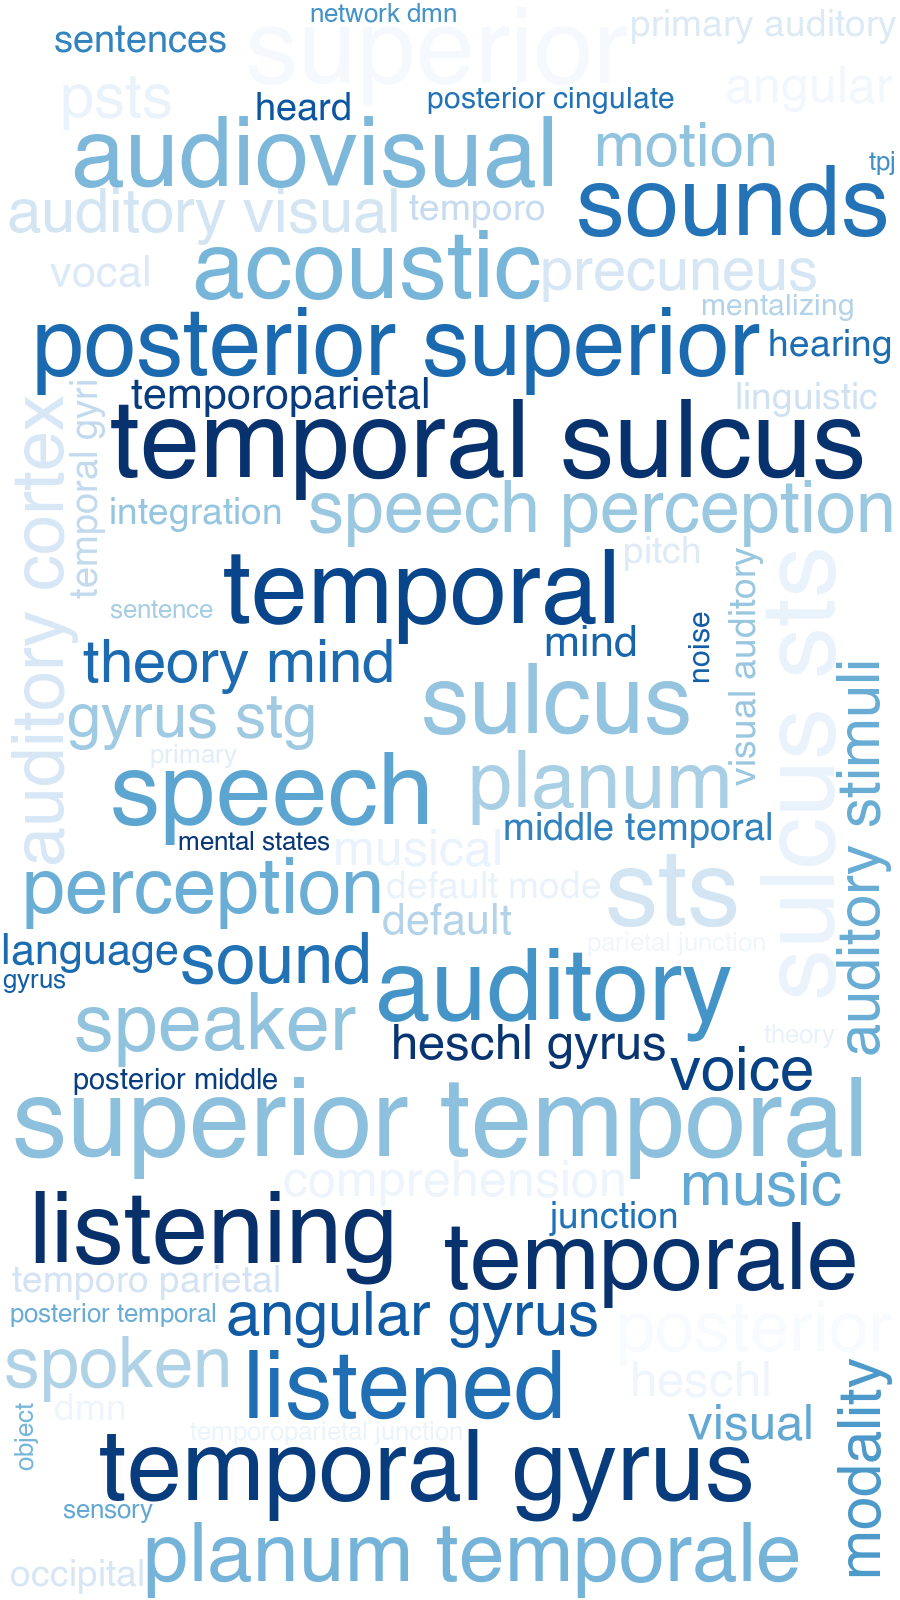 network dmn
superior
primary auditory
sentences
psts
angular
heard
posterior cingulate
audiovisual
motion
tpj
sounds
auditory visual
temporo
acoustic
precuneus
vocal
mentalizing
posterior superior
hearing
temporoparietal
linguistic
temporal gyri
auditory cortex
temporal sulcus
integration
speech perception
pitch
temporal
sentence
visual auditory
sulcus sts
noise
mind
theory mind
sulcus
auditory stimuli
gyrus stg
primary
speech
planum
middle temporal
mental states
musical
perception
default mode
sts
default
parietal junction
language
sound
gyrus
auditory
speaker
theory
heschl gyrus
voice
posterior middle
superior temporal
comprehension
music
listening
junction
temporale
temporo parietal
posterior temporal
angular gyrus
posterior
spoken
listened
heschl
modality
dmn
object
visual
temporoparietal junction
temporal gyrus
sensory
planum temporale
occipital